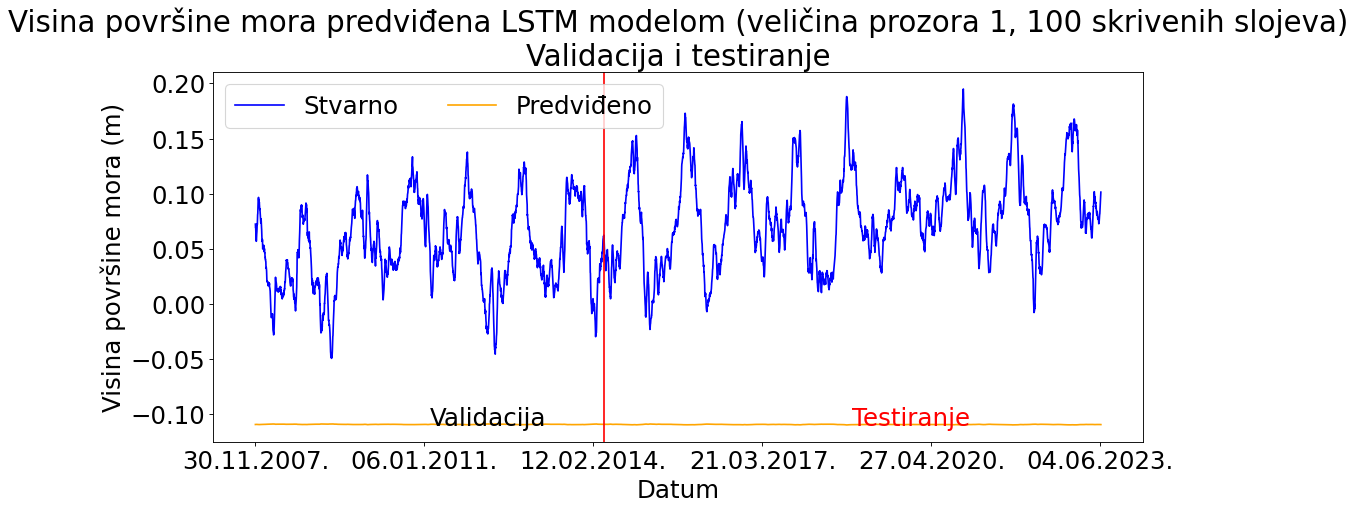 Visina površine mora predviđena LSTM modelom (veličina prozora 1, 100 skrivenih slojeva)
Validacija i testiranje
Stvarno
Predviđeno
Visina površine mora (m)
0.20
0.15
0.10
0.05
0.00
−0.05
−0.10
Validacija
Testiranje
30.11.2007.
06.01.2011.
12.02.2014.
21.03.2017.
27.04.2020.
04.06.2023.
Datum